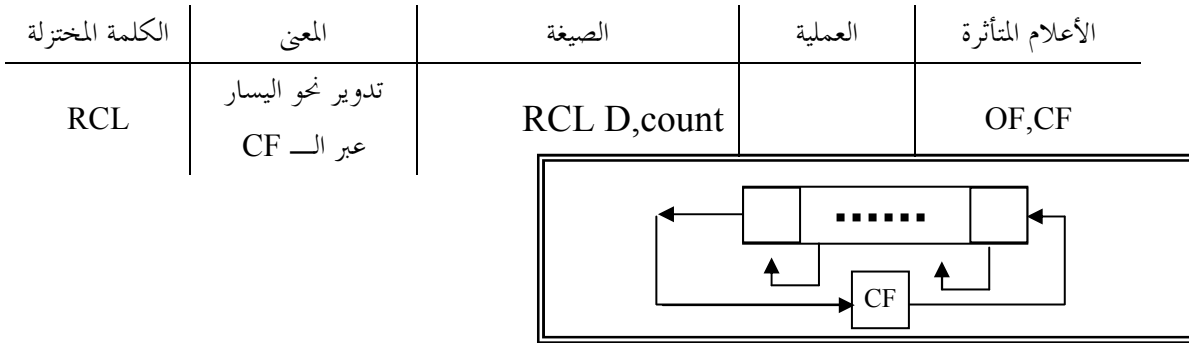 الكلمة المختزلة	المعنى	الصيغة	العملية	الأعلام المتأثرة
RCL	تدوير نحو اليسار عبر الـــ CF	RCL D,count		OF,CF
......
CF